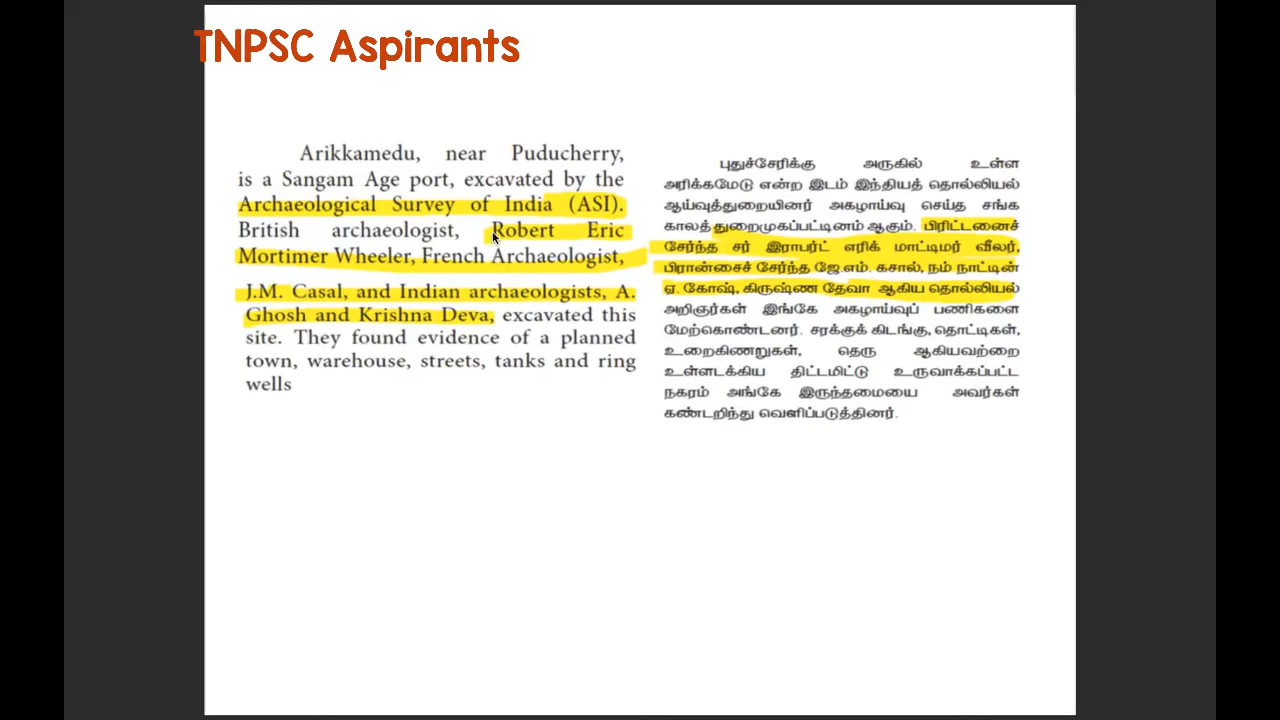 TNPSC Aspirants
Arikkamedu, near Puducherry,
is a Sangam Age port, excavated by the
Archaeological Survey of India (ASI).
British archaeologist, Robert Eric
Mortimer Wheeler, French Archaeologist,
J.M. Casal, and Indian archaeologists, A.
Ghosh and Krishna Deva, excavated this
site. They found evidence of a planned
town, warehouse, streets, tanks and ring
wells
புதுச்சேரிக்கு அருகில் உள்ள
அரிக்கமேடு என்ற இடம் இந்தியத் தொல்லியல்
ஆய்வுத்துறையினர் அகழாய்வு செய்த சங்க
காலத் துறைமுகப்பட்டினம் ஆகும். பிரிட்டனைச்
சேர்ந்த சர் இராபர்ட் எரிக் மாட்டிமர் வீலர்,
பிரான்சைச் சேர்ந்த ஜே.எம். கசால், நம் நாட்டின்
ஏ. கோஷ், கிருஷ்ண தேவா ஆகிய தொல்லியல்
அறிஞர்கள் இங்கே அகழாய்வுப் பணிகளை
மேற்கொண்டனர். சரக்குக் கிடங்கு, தொட்டிகள்,
உறைகிணறுகள், தெரு ஆகியவற்றை
உள்ளடக்கிய திட்டமிட்டு உருவாக்கப்பட்ட
நகரம் அங்கே இருந்தமையை அவர்கள்
கண்டறிந்து வெளிப்படுத்தினர்.